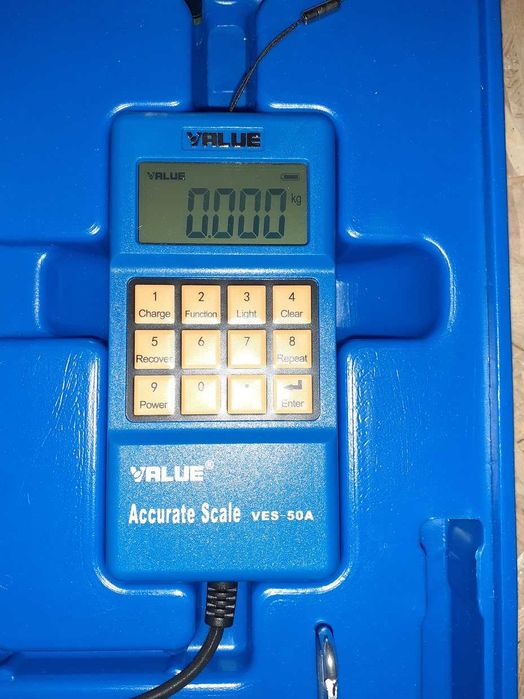 VALUE
VALUE
0.000 kg
1 2 3 4
Charge Function Light Clear
5 6 7 8
Recover Repeat
9 0 .
Power Enter
VALUE®
Accurate Scale VES-50A